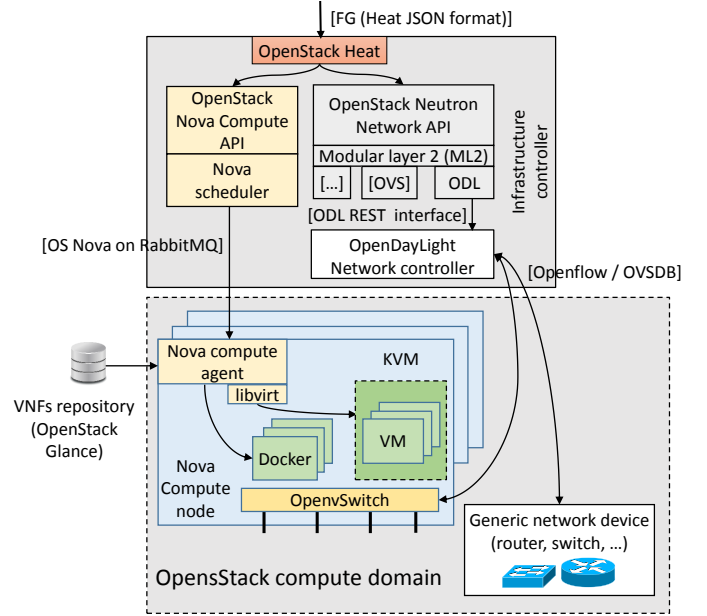 [FG (Heat JSON format)]
OpenStack Heat
OpenStack
Nova Compute
API
Nova
scheduler
OpenStack Neutron
Network API
Modular layer 2 (ML2)
[...]
[OVS]
ODL
Infrastructure
controller
[ODL REST interface]
[OS Nova on RabbitMQ]
OpenDayLight
Network controller
[Openflow / OVSDB]
Nova compute
agent
libvirt
KVM
VNFs repository
(OpenStack
Glance)
VM
Docker
Nova
Compute
node
OpenvSwitch
Generic network device
(router, switch, ...)
OpensStack compute domain